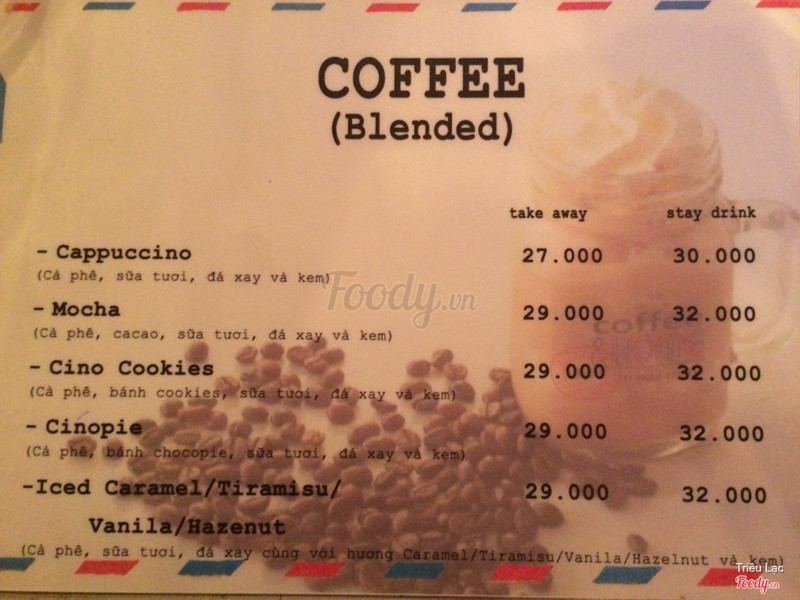 COFFEE
(Blended)
take away stay drink
- Cappuccino 27.000 30.000
(Cà phê, sữa tươi, đá xay và kem)
Foody.vn
- Mocha 29.000 32.000
(Cà phê, cacao, sữa tươi, đá xay và kem)
coffee
- Cino Cookies 29.000 32.000
(Cà phê, bánh cookies, sữa tươi, đá xay và kem)
- Cinopie 29.000 32.000
(Cà phê, bánh chocopie, sữa tươi, đá xay và kem)
-Iced Caramel/Tiramisu/ 29.000 32.000
Vanila/Hazenut
(Cà phê, sữa tươi, đá xay cùng với hương Caramel/Tiramisu/Vanila/Hazelnut và kem)
Triệu Lạc
Foody.vn